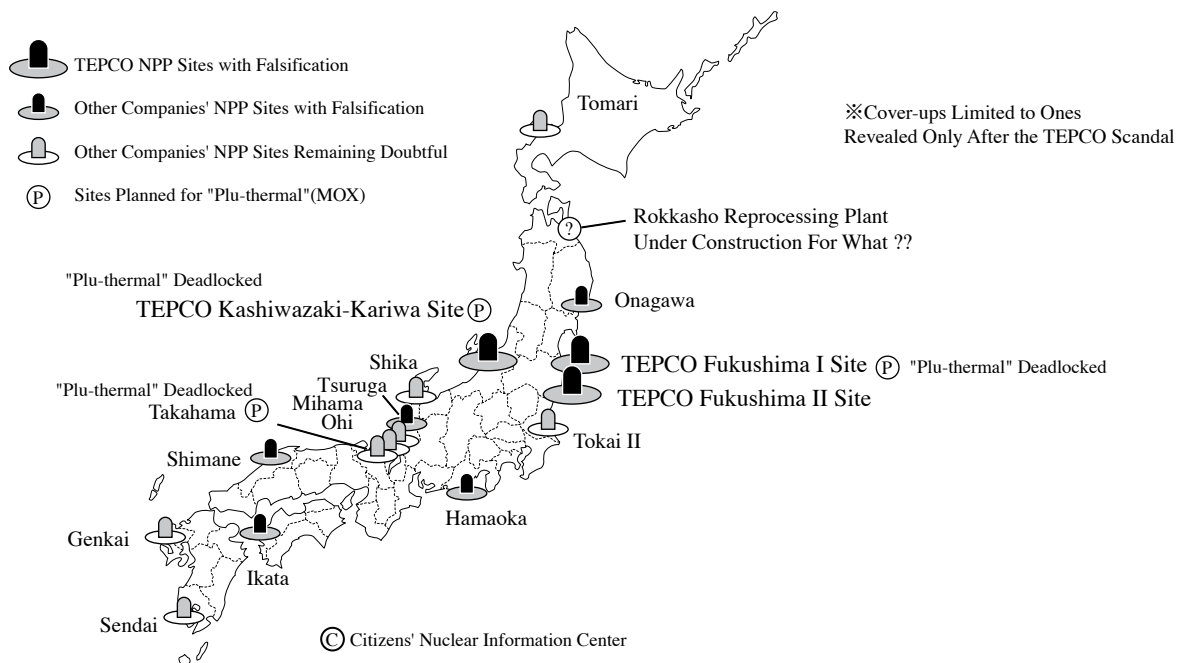 TEPCO NPP Sites with Falsification
Other Companies' NPP Sites with Falsification
Other Companies' NPP Sites Remaining Doubtful
Ⓟ Sites Planned for "Plu-thermal"(MOX)
Tomari
※Cover-ups Limited to Ones
Revealed Only After the TEPCO Scandal
?
Rokkasho Reprocessing Plant
Under Construction For What ??
"Plu-thermal" Deadlocked
TEPCO Kashiwazaki-Kariwa Site Ⓟ
Onagawa
TEPCO Fukushima I Site Ⓟ "Plu-thermal" Deadlocked
TEPCO Fukushima II Site
Shika
Tsuruga
"Plu-thermal" Deadlocked
Mihama
Takahama Ⓟ
Ohi
Tokai II
Shimane
Hamaoka
Genkai
Ikata
Sendai
Ⓒ Citizens' Nuclear Information Center